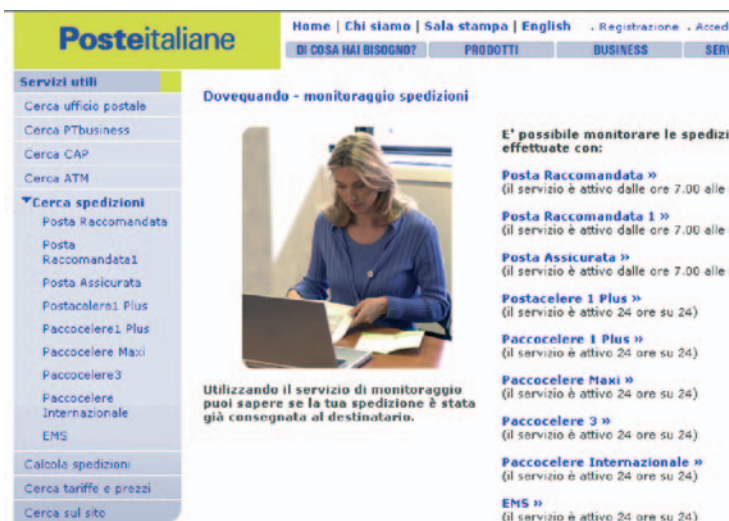 Posteitaliane
Home | Chi siamo | Sala stampa | English . Registrazione . Acced
DI COSA HAI BISOGNO? PRODOTTI BUSINESS SERV
Servizi utili
Cerca ufficio postale
Cerca PTbusiness
Cerca CAP
Cerca ATM
Cerca spedizioni
Posta Raccomandata
Posta
Raccomandata1
Posta Assicurata
Postacelere1 Plus
Paccocelere1 Plus
Paccocelere Maxi
Paccocelere3
Paccocelere
Internazionale
EMS
Calcola spedizioni
Cerca tariffe e prezzi
Cerca sul sito
Dovequando - monitoraggio spedizioni
Utilizzando il servizio di monitoraggio
puoi sapere se la tua spedizione è stata
già consegnata al destinatario.
E' possibile monitorare le spedizi
effettuate con:
Posta Raccomandata »
(il servizio è attivo dalle ore 7.00 alle
Posta Raccomandata 1 »
(il servizio è attivo dalle ore 7.00 alle
Posta Assicurata »
(il servizio è attivo dalle ore 7.00 alle
Postacelere 1 Plus »
(il servizio è attivo 24 ore su 24)
Paccocelere 1 Plus »
(il servizio è attivo 24 ore su 24)
Paccocelere Maxi »
(il servizio è attivo 24 ore su 24)
Paccocelere 3 »
(il servizio è attivo 24 ore su 24)
Paccocelere Internazionale »
(il servizio è attivo 24 ore su 24)
EMS »
(il servizio è attivo 24 ore su 24)